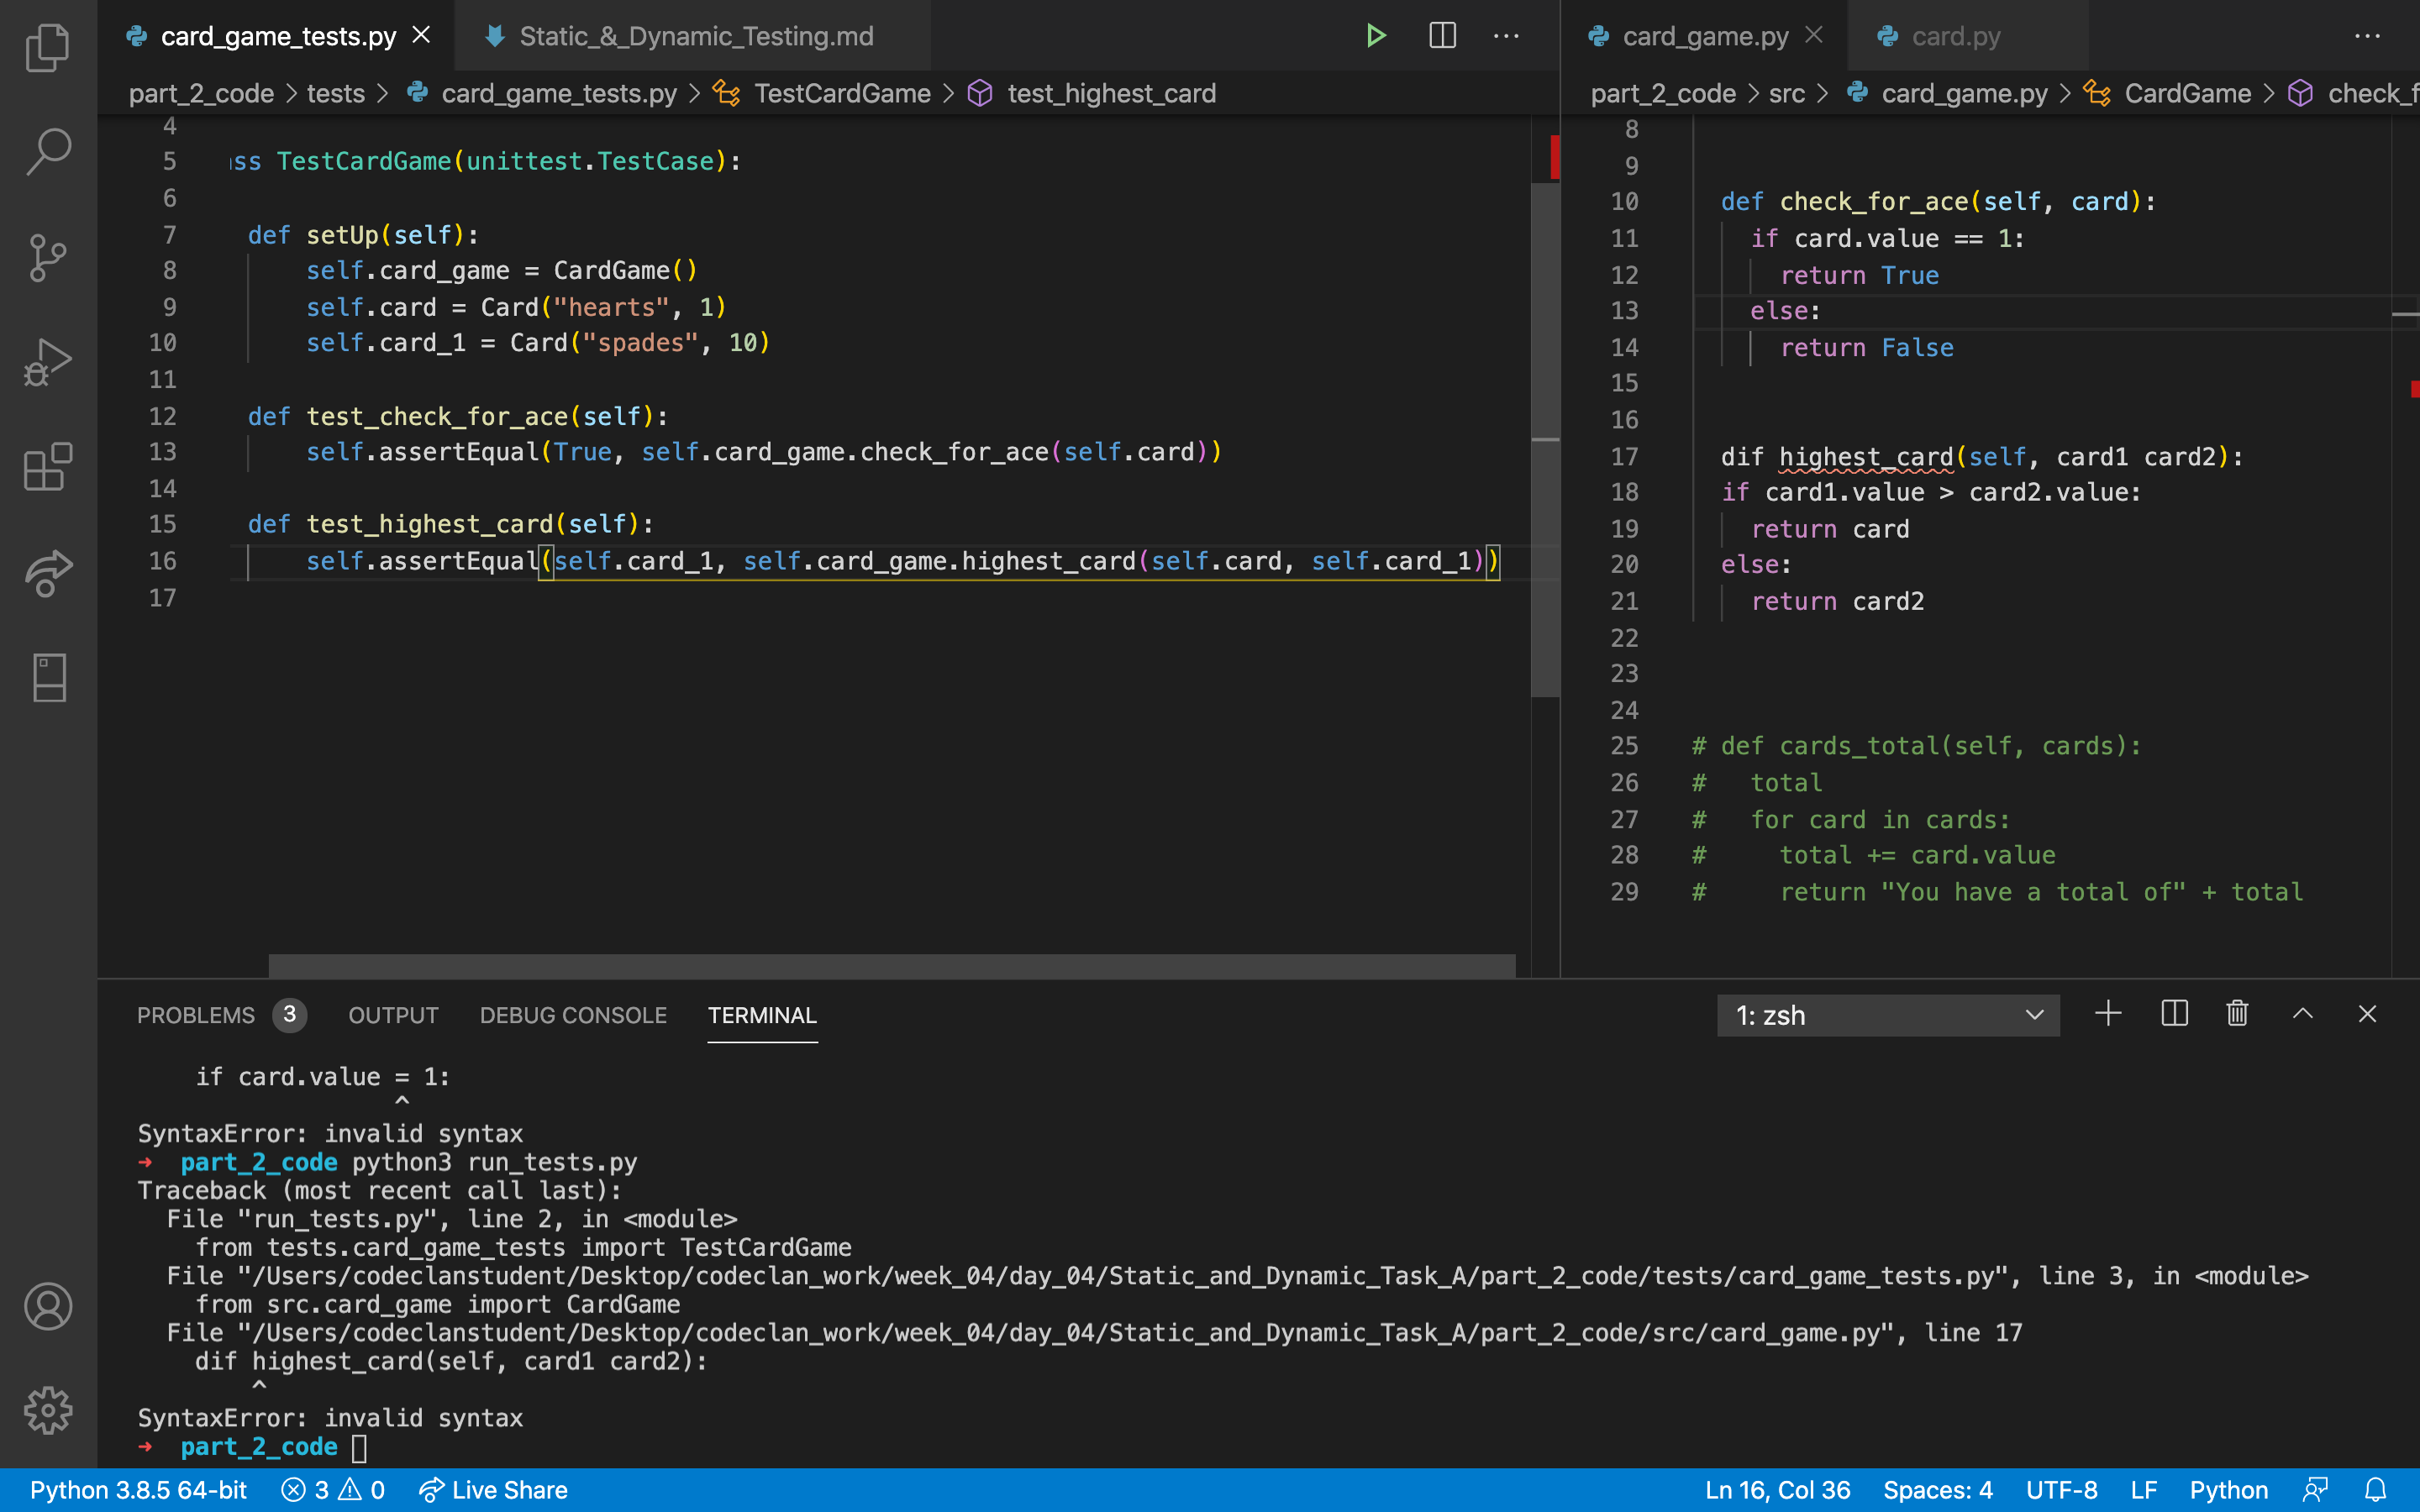 card_game_tests.py
Static_&_Dynamic_Testing.md
part_2_code > tests > card_game_tests.py > TestCardGame > test_highest_card
4
5 ss TestCardGame(unittest.TestCase):
6
7 def setUp(self):
8 self.card_game = CardGame()
9 self.card = Card("hearts", 1)
10 self.card_1 = Card("spades", 10)
11
12 def test_check_for_ace(self):
13 self.assertEqual(True, self.card_game.check_for_ace(self.card))
14
15 def test_highest_card(self):
16 self.assertEqual(self.card_1, self.card_game.highest_card(self.card, self.card_1))
17
card_game.py
card.py
part_2_code > src > card_game.py > CardGame > check_f
8
9
10 def check_for_ace(self, card):
11 if card.value == 1:
12 return True
13 else:
14 return False
15
16
17 dif highest_card(self, card1 card2):
18 if card1.value > card2.value:
19 return card
20 else:
21 return card2
22
23
24
25 # def cards_total(self, cards):
26 # total
27 # for card in cards:
28 # total += card.value
29 # return "You have a total of" + total
PROBLEMS 3 OUTPUT DEBUG CONSOLE TERMINAL
1: zsh
if card.value = 1:
^
SyntaxError: invalid syntax
➜ part_2_code python3 run_tests.py
Traceback (most recent call last):
File "run_tests.py", line 2, in <module>
from tests.card_game_tests import TestCardGame
File "/Users/codeclanstudent/Desktop/codeclan_work/week_04/day_04/Static_and_Dynamic_Task_A/part_2_code/tests/card_game_tests.py", line 3, in <module>
from src.card_game import CardGame
File "/Users/codeclanstudent/Desktop/codeclan_work/week_04/day_04/Static_and_Dynamic_Task_A/part_2_code/src/card_game.py", line 17
dif highest_card(self, card1 card2):
^
SyntaxError: invalid syntax
➜ part_2_code
Python 3.8.5 64-bit 3 0 Live Share Ln 16, Col 36 Spaces: 4 UTF-8 LF Python